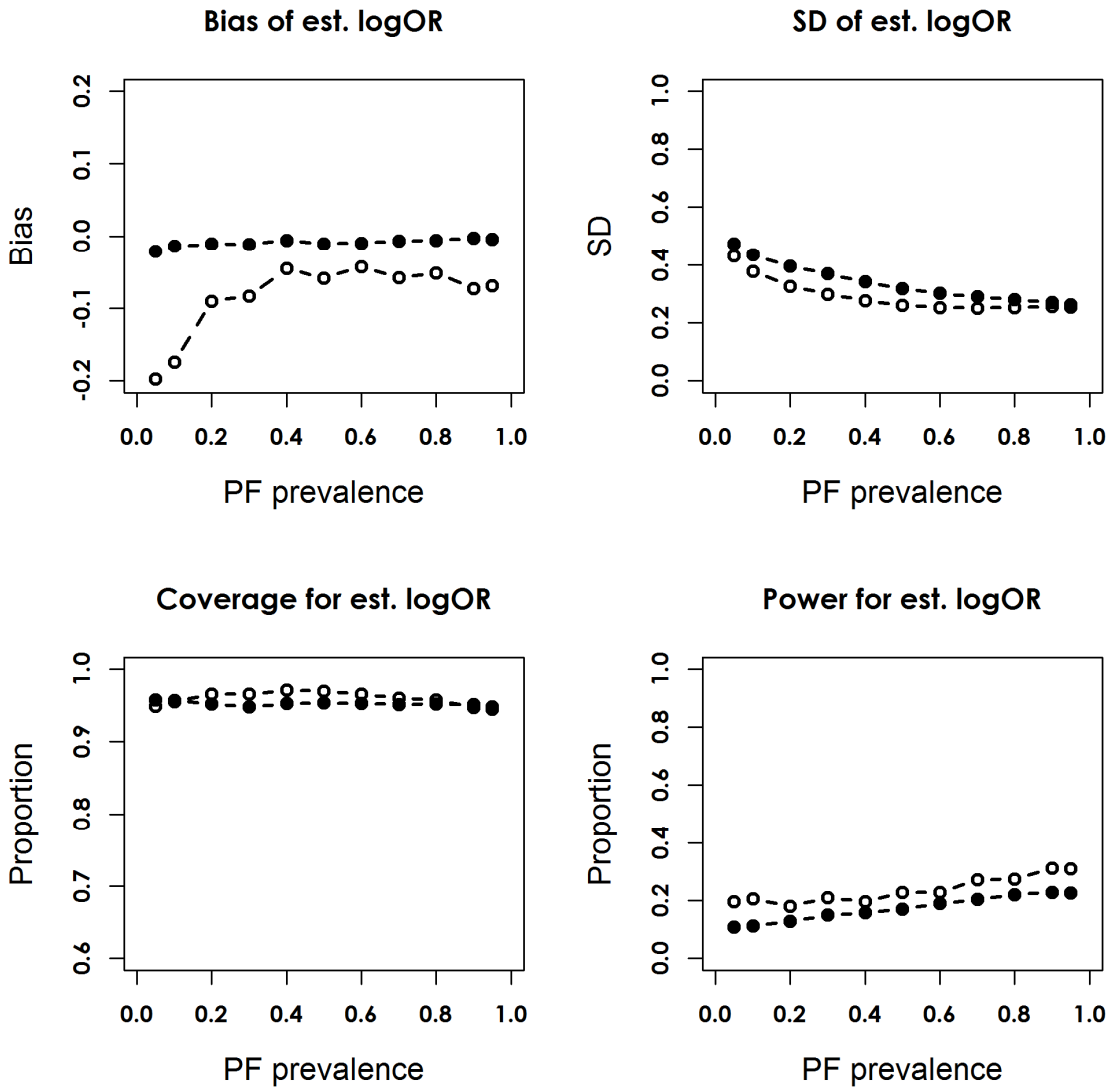 Bias of est. logOR
Bias
0.2
0.1
0.0
-0.1
-0.2
0.0 0.2 0.4 0.6 0.8 1.0
PF prevalence
SD of est. logOR
SD
1.0
0.8
0.6
0.4
0.2
0.0
0.0 0.2 0.4 0.6 0.8 1.0
PF prevalence
Coverage for est. logOR
Proportion
1.0
0.9
0.8
0.7
0.6
0.0 0.2 0.4 0.6 0.8 1.0
PF prevalence
Power for est. logOR
Proportion
1.0
0.8
0.6
0.4
0.2
0.0
0.0 0.2 0.4 0.6 0.8 1.0
PF prevalence